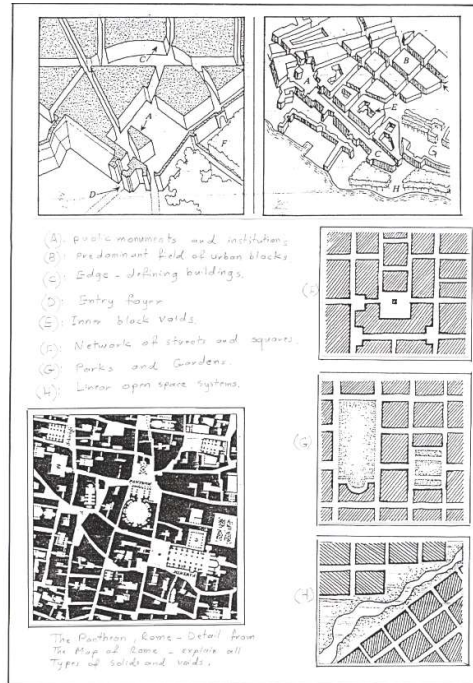 C
A
D
F
A
B
E
C
G
H
(A): public monuments and institutions
(B): predominant field of urban blocks
(C): Edge - defining buildings.
(D): Entry foyer
(E): Inner block voids.
(F): Network of streets and squares.
(G): Parks and Gardens.
(H): Linear open space systems.
(G)
(H)
PANTHEON
MINERVA
The Pantheon, Rome - Detail from
The Map of Rome - explain all
Types of solids and voids.